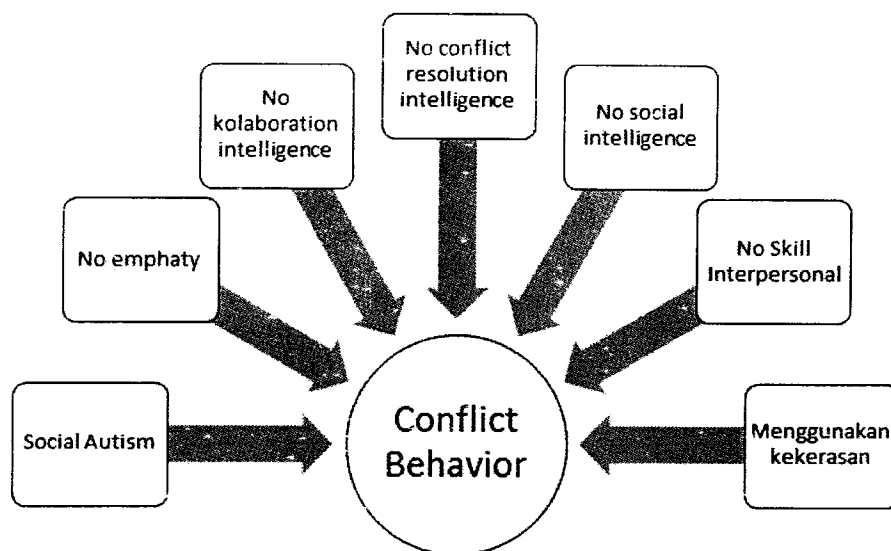 No conflict
resolution
intelligence
No
kolaboration
intelligence
No social
intelligence
No emphaty
No Skill
Interpersonal
Social Autism
Conflict
Behavior
Menggunakan
kekerasan